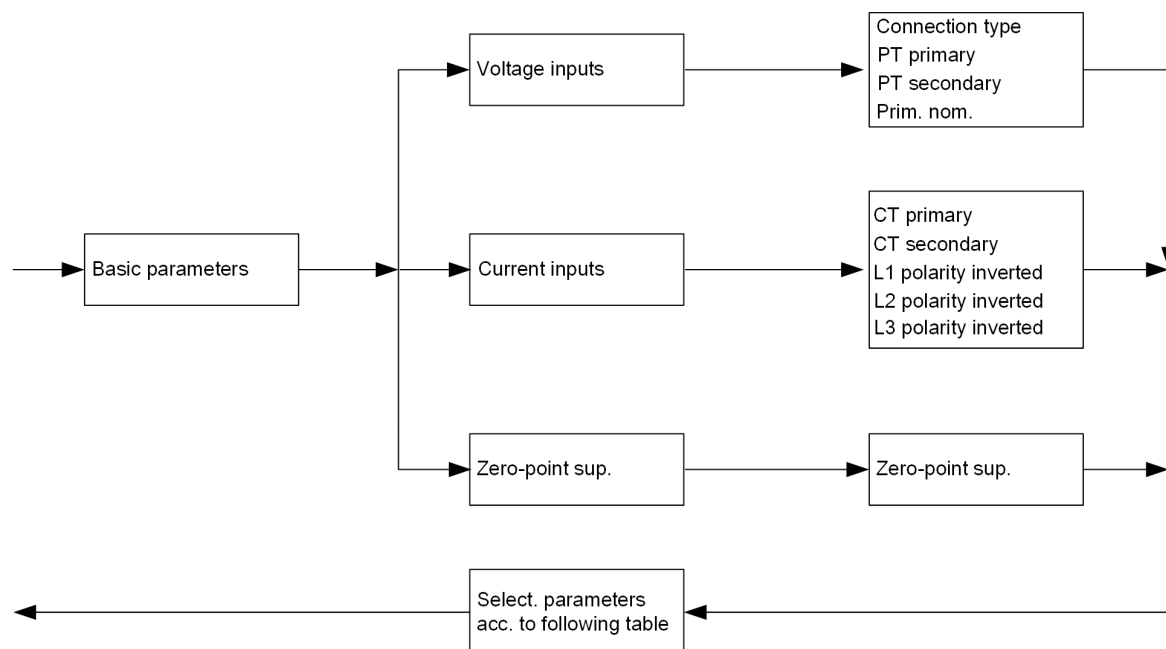 Voltage inputs
Connection type
PT primary
PT secondary
Prim. nom.
Basic parameters
Current inputs
CT primary
CT secondary
L1 polarity inverted
L2 polarity inverted
L3 polarity inverted
Zero-point sup.
Zero-point sup.
Select. parameters
acc. to following table